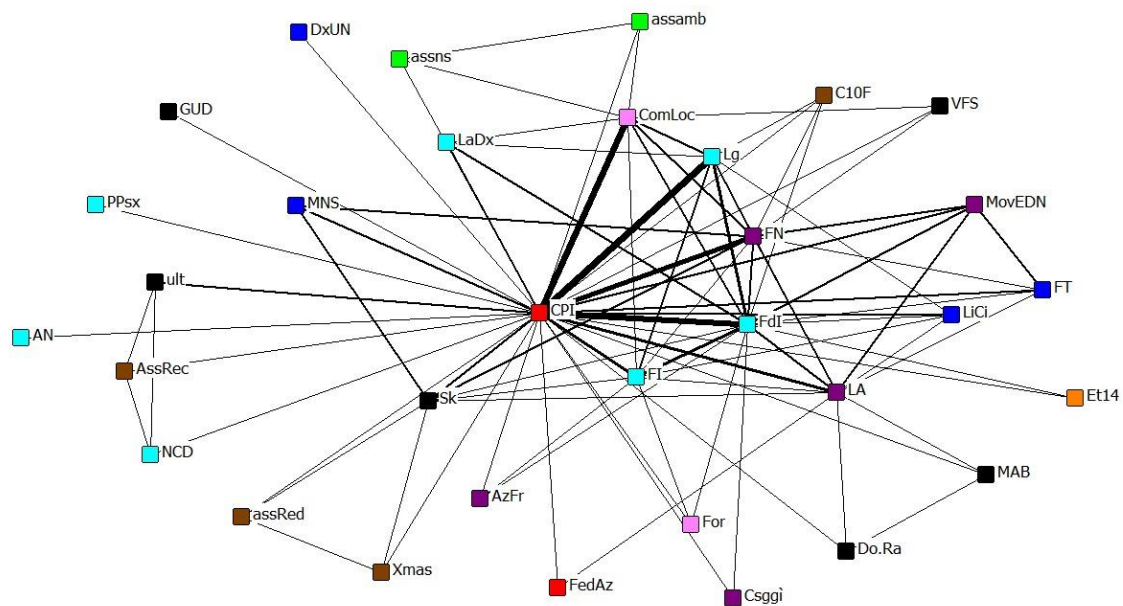 assamb
DxUN
assns
C10F
VFS
GUD
ComLoc
LaDx
Lg
PPsx
MNS
MovEDN
FN
ult
FT
CPI
LiCi
FdI
AN
AssRec
FI
LA
Sk
Et14
NCD
MAB
AzFr
assRed
For
Do.Ra
Xmas
FedAz
Csggì